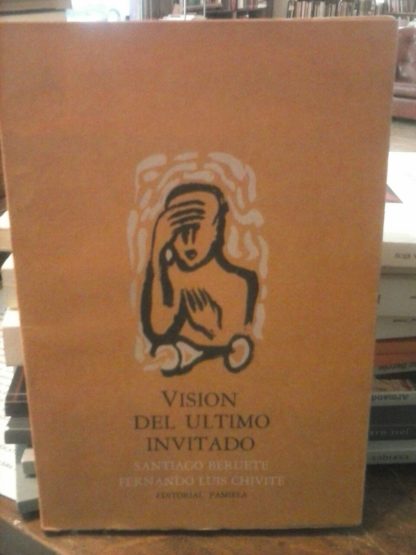 VISION
DEL ULTIMO
INVITADO
SANTIAGO BERUETE
FERNANDO LUIS CHIVITE
EDITORIAL PAMIELA